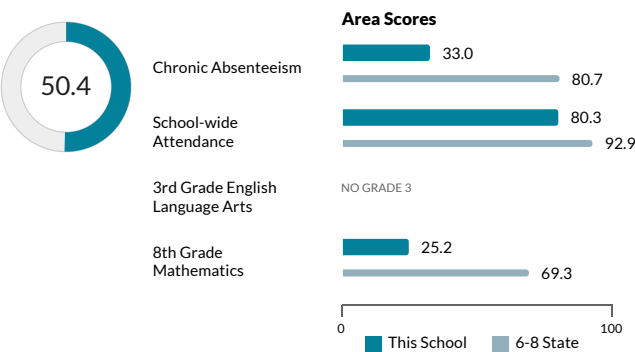 Area Scores
50.4
Chronic Absenteeism
33.0
80.7
School-wide
Attendance
80.3
92.9
3rd Grade English
Language Arts
NO GRADE 3
8th Grade
Mathematics
25.2
69.3
0
100
This School
6-8 State